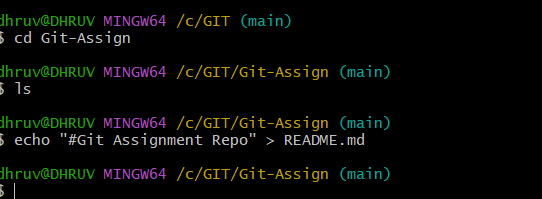 dhruv@DHRUV MINGW64 /c/GIT (main)
$ cd Git-Assign
dhruv@DHRUV MINGW64 /c/GIT/Git-Assign (main)
$ ls
dhruv@DHRUV MINGW64 /c/GIT/Git-Assign (main)
$ echo "#Git Assignment Repo" > README.md
dhruv@DHRUV MINGW64 /c/GIT/Git-Assign (main)
$